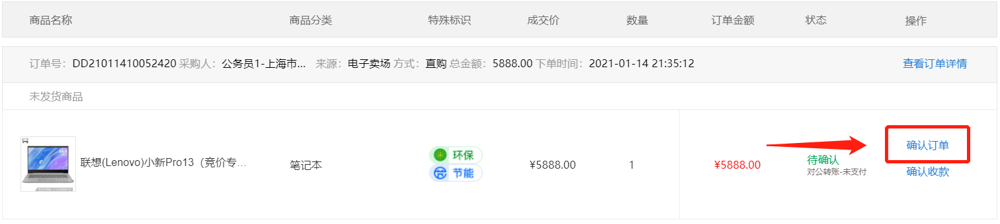 商品名称 商品分类 特殊标识 成交价 数量 订单金额 状态 操作
订单号：DD21011410052420 采购人：公务员1-上海市... 来源：电子卖场 方式：直购 总金额：5888.00 下单时间：2021-01-14 21:35:12 查看订单详情
未发货商品
联想(Lenovo)小新Pro13（竞价专... 笔记本 ¥5888.00 1 ¥5888.00
环保
节能
待确认
对公转账-未支付
确认订单
确认收款